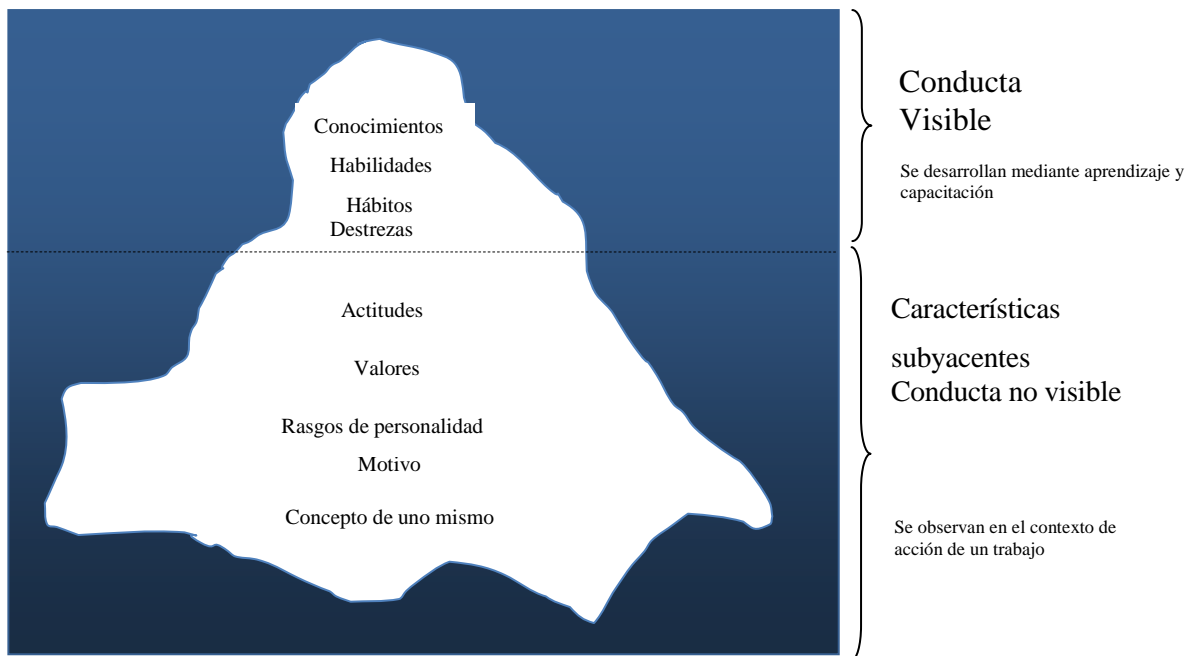 Conocimientos
Habilidades
Hábitos
Destrezas
Actitudes
Valores
Rasgos de personalidad
Motivo
Concepto de uno mismo
Conducta
Visible
Se desarrollan mediante aprendizaje y
capacitación
Característícas
subyacentes
Conducta no visible
Se observan en el contexto de
acción de un trabajo